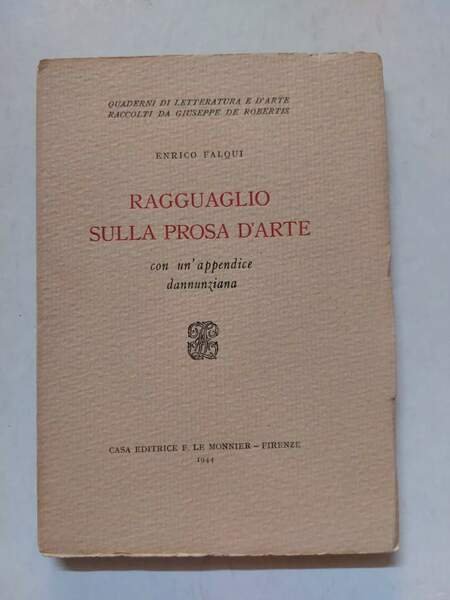 QUADERNI DI LETTERATURA E D'ARTE
RACCOLTI DA GIUSEPPE DE ROBERTIS
ENRICO FALQUI
RAGGUAGLIO
SULLA PROSA D'ARTE
con un'appendice
dannunziana
CASA EDITRICE F. LE MONNIER – FIRENZE
1944